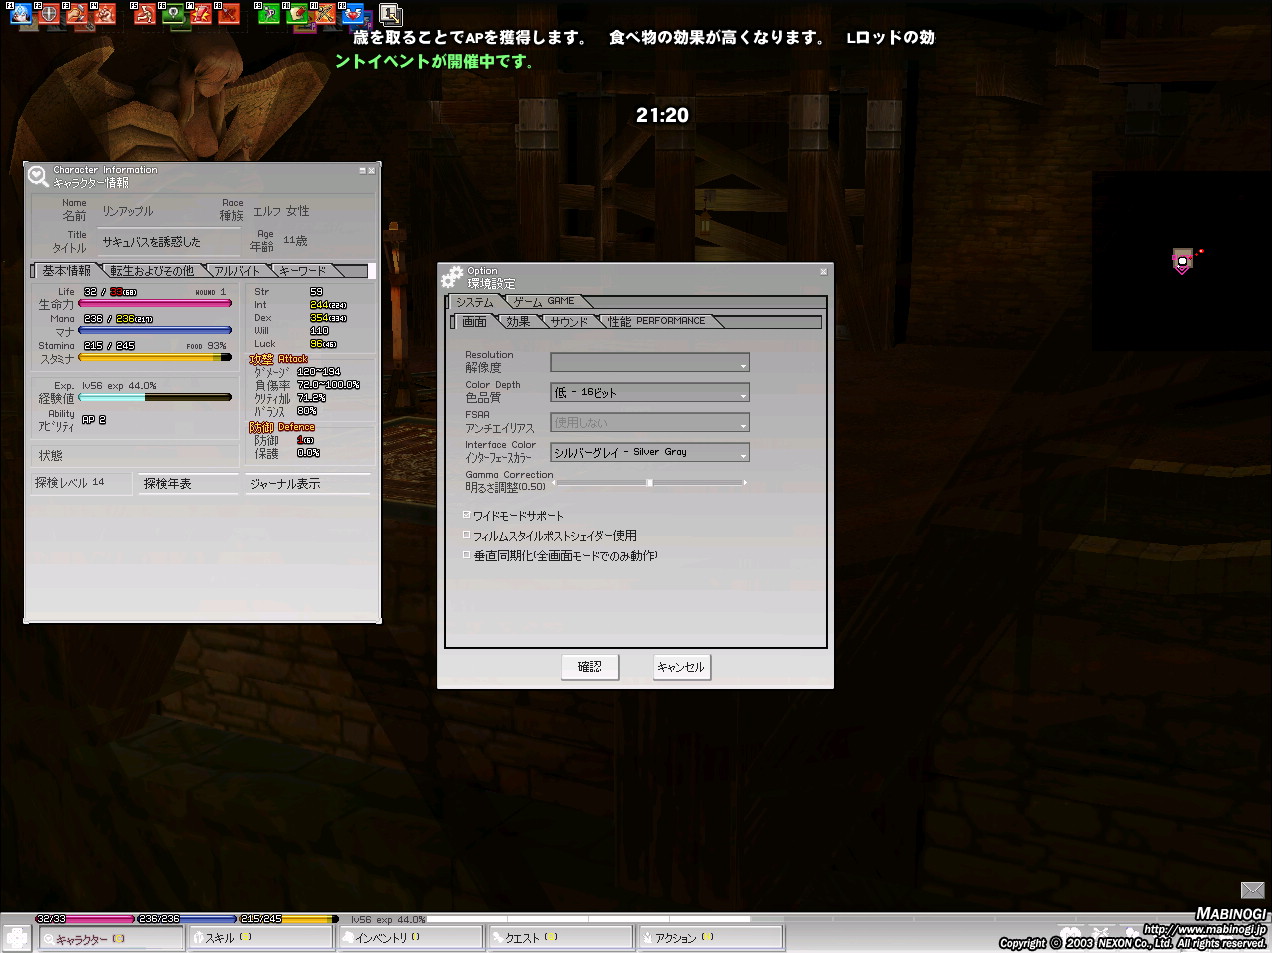 歳を取ることでAPを獲得します。 食べ物の効果が高くなります。 Lロッドの効
ントイベントが開催中です。
21:20
Character Information
キャラクター情報
Name
名前
リンアップル
Race
種族
エルフ 女性
Title
タイトル
サキュバスを誘惑した
Age
年齢
11歳
基本情報 転生およびその他 アルバイト キーワード
Life 32 / 33(68) WOUND 1
生命力
Mana 236 / 236(217)
マナ
Stamina 215 / 245 FOOD 93%
スタミナ
Exp. lv56 exp 44.0%
経験値
Ability
アビリティ
AP 2
状態
探検レベル 14
探検年表
ジャーナル表示
Str 59
Int 244(224)
Dex 354(334)
Will 110
Luck 96(46)
攻撃 Attack
ダメージ 120~194
負傷率 72.0~100.0%
クリティカル 71.2%
バランス 80%
防御 Defence
防御 1(6)
保護 0.0%
Option
環境設定
システム ゲーム GAME
画面 効果 サウンド 性能 PERFORMANCE
Resolution
解像度
Color Depth
色品質
低 - 16ビット
FSAA
アンチエイリアス
使用しない
Interface Color
インターフェースカラー
シルバーグレイ - Silver Gray
Gamma Correction
明るさ調整(0.50)
ワイドモードサポート
フィルムスタイルポストシェイダー使用
垂直同期化(全画面モードでのみ動作)
確認
キャンセル
32/33 236/236 215/245 lv56 exp 44.0%
キャラクター スキル インベントリ クエスト アクション
MABINOGI
http://www.mabinogi.jp
Copyright © 2003 NEXON Co., Ltd. All rights reserved.